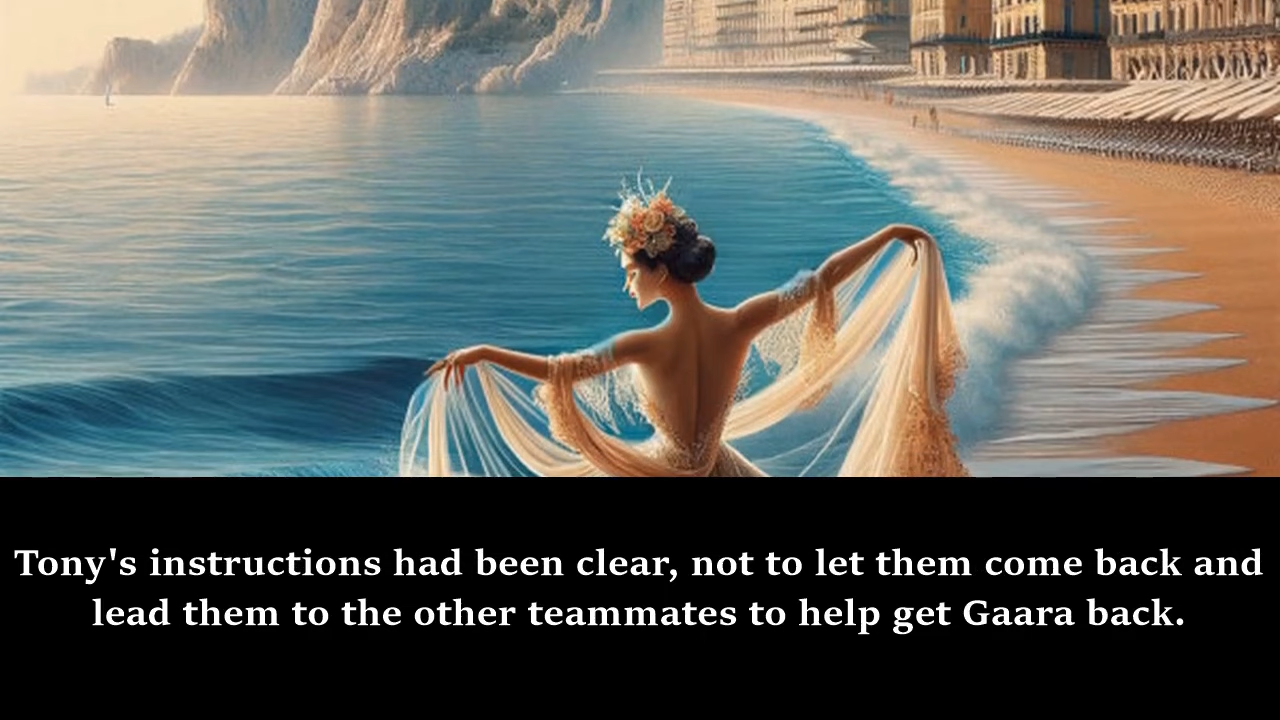 Tony's instructions had been clear, not to let them come back and
lead them to the other teammates to help get Gaara back.